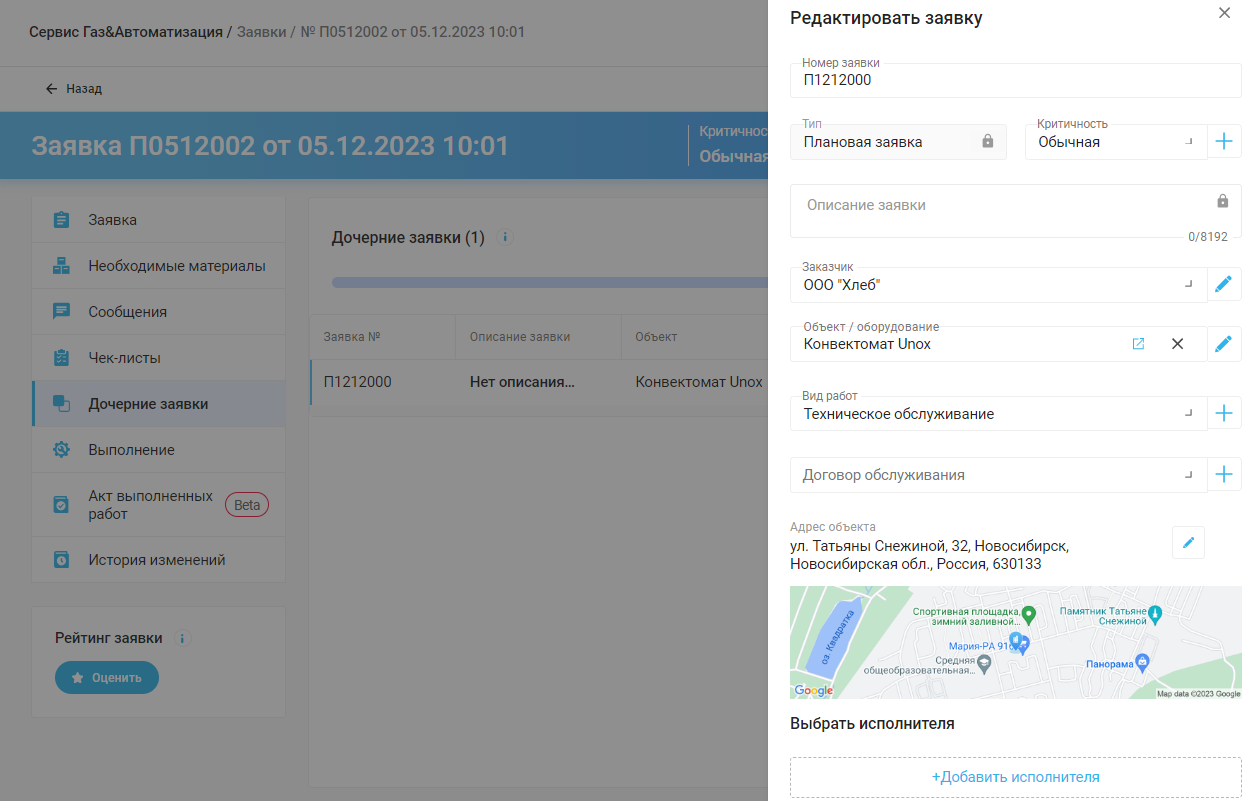 Сервис Газ&Автоматизация / Заявки / № П0512002 от 05.12.2023 10:01
Назад
Заявка П0512002 от 05.12.2023 10:01
Критичнос
Обычная
Заявка
Необходимые материалы
Сообщения
Чек-листы
Дочерние заявки
Выполнение
Акт выполненных
работ
Beta
История изменений
Рейтинг заявки
Оценить
Дочерние заявки (1)
Заявка № Описание заявки Объект
П1212000 Нет описания... Конвектомат Unox
Редактировать заявку
Номер заявки
П1212000
Тип
Плановая заявка
Критичность
Обычная
Описание заявки
0/8192
Заказчик
ООО "Хлеб"
Объект / оборудование
Конвектомат Unox
Вид работ
Техническое обслуживание
Договор обслуживания
Адрес объекта
ул. Татьяны Снежиной, 32, Новосибирск,
Новосибирская обл., Россия, 630133
оз. Квадратка
Спортивная площадка,
зимний заливной...
Памятник Татьяне
Снежиной
Мария-РА 91
Средняя
общеобразовательная...
Панорама
Google
Map data ©2023 Google
Выбрать исполнителя
+Добавить исполнителя